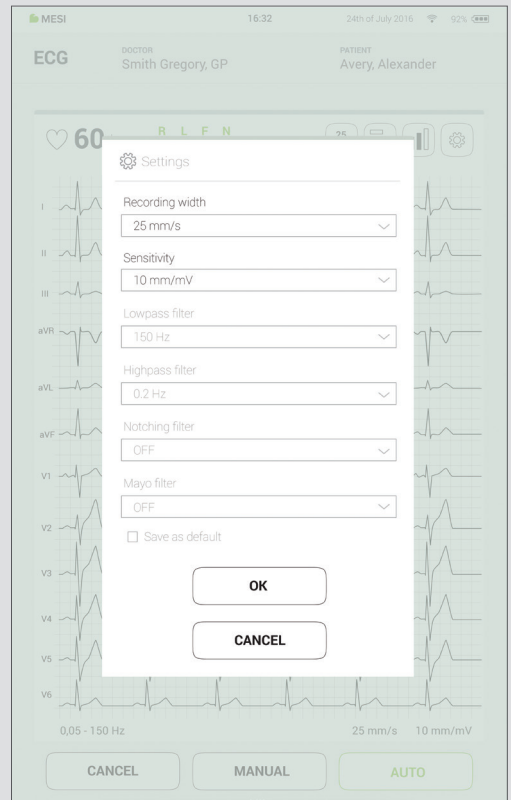 MESI 16:32 24th of July 2016 92%
ECG DOCTOR PATIENT
Smith Gregory, GP Avery, Alexander
60 R L F N 25
Settings
Recording width
25 mm/s
Sensitivity
10 mm/mV
Lowpass filter
150 Hz
Highpass filter
0.2 Hz
Notching filter
OFF
Mayo filter
OFF
Save as default
OK
CANCEL
I
II
III
aVR
aVL
aVF
V1
V2
V3
V4
V5
V6
0,05 - 150 Hz 25 mm/s 10 mm/mV
CANCEL MANUAL AUTO